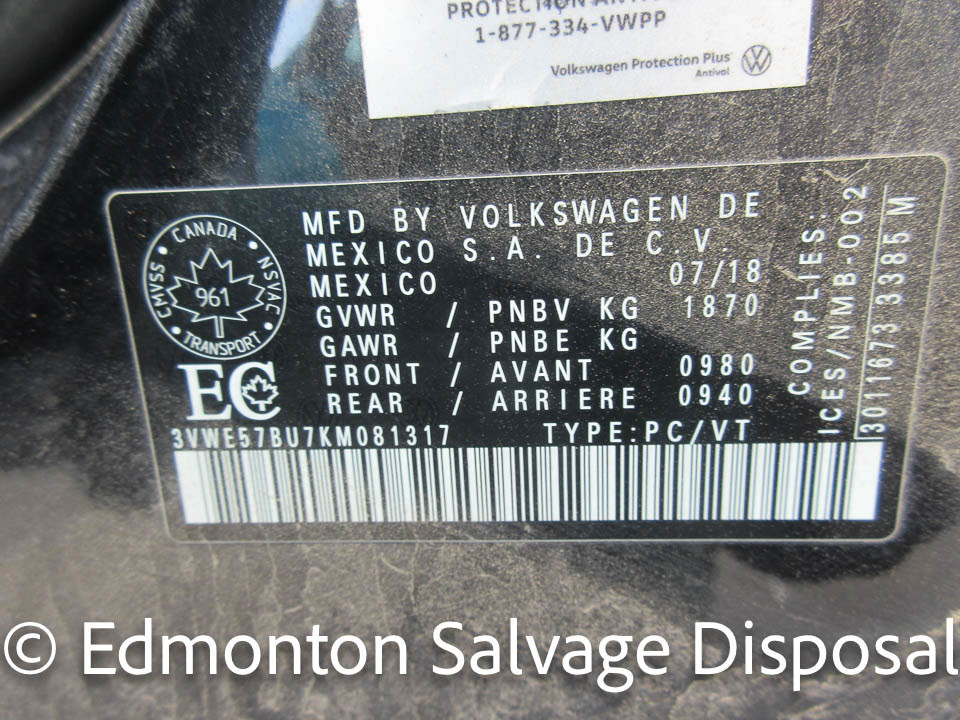 PROTECTION
1-877-334-VWPP
Volkswagen Protection Plus
Antivol
MFD BY VOLKSWAGEN DE
MEXICO S.A. DE C.V.
MEXICO 07/18
GVWR / PNBV KG 1870
GAWR / PNBE KG
FRONT / AVANT 0980
REAR / ARRIERE 0940
3VWE57BU7KM081317 TYPE:PC/VT
CANADA
CMVSS NSVAC
961
TRANSPORT
EC
COMPLIES:
ICES/NMB-002
3011673 3385 M
© Edmonton Salvage Disposal